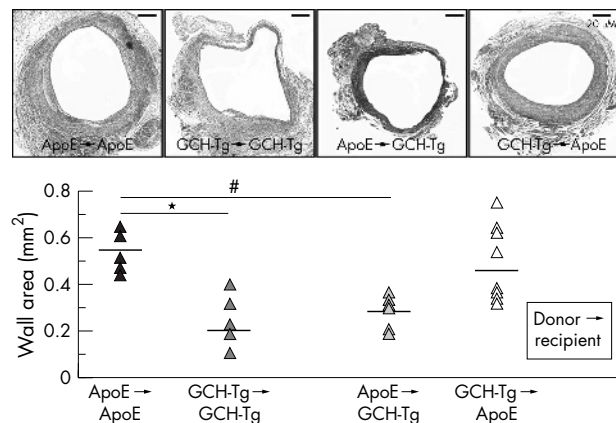 ApoE → ApoE
GCH-Tg → GCH-Tg
ApoE → GCH-Tg
GCH-Tg → ApoE
#
★
0.8
0.6
0.4
0.2
0
Wall area (mm²)
Donor →
recipient
ApoE →
ApoE
GCH-Tg →
GCH-Tg
ApoE →
GCH-Tg
GCH-Tg →
ApoE